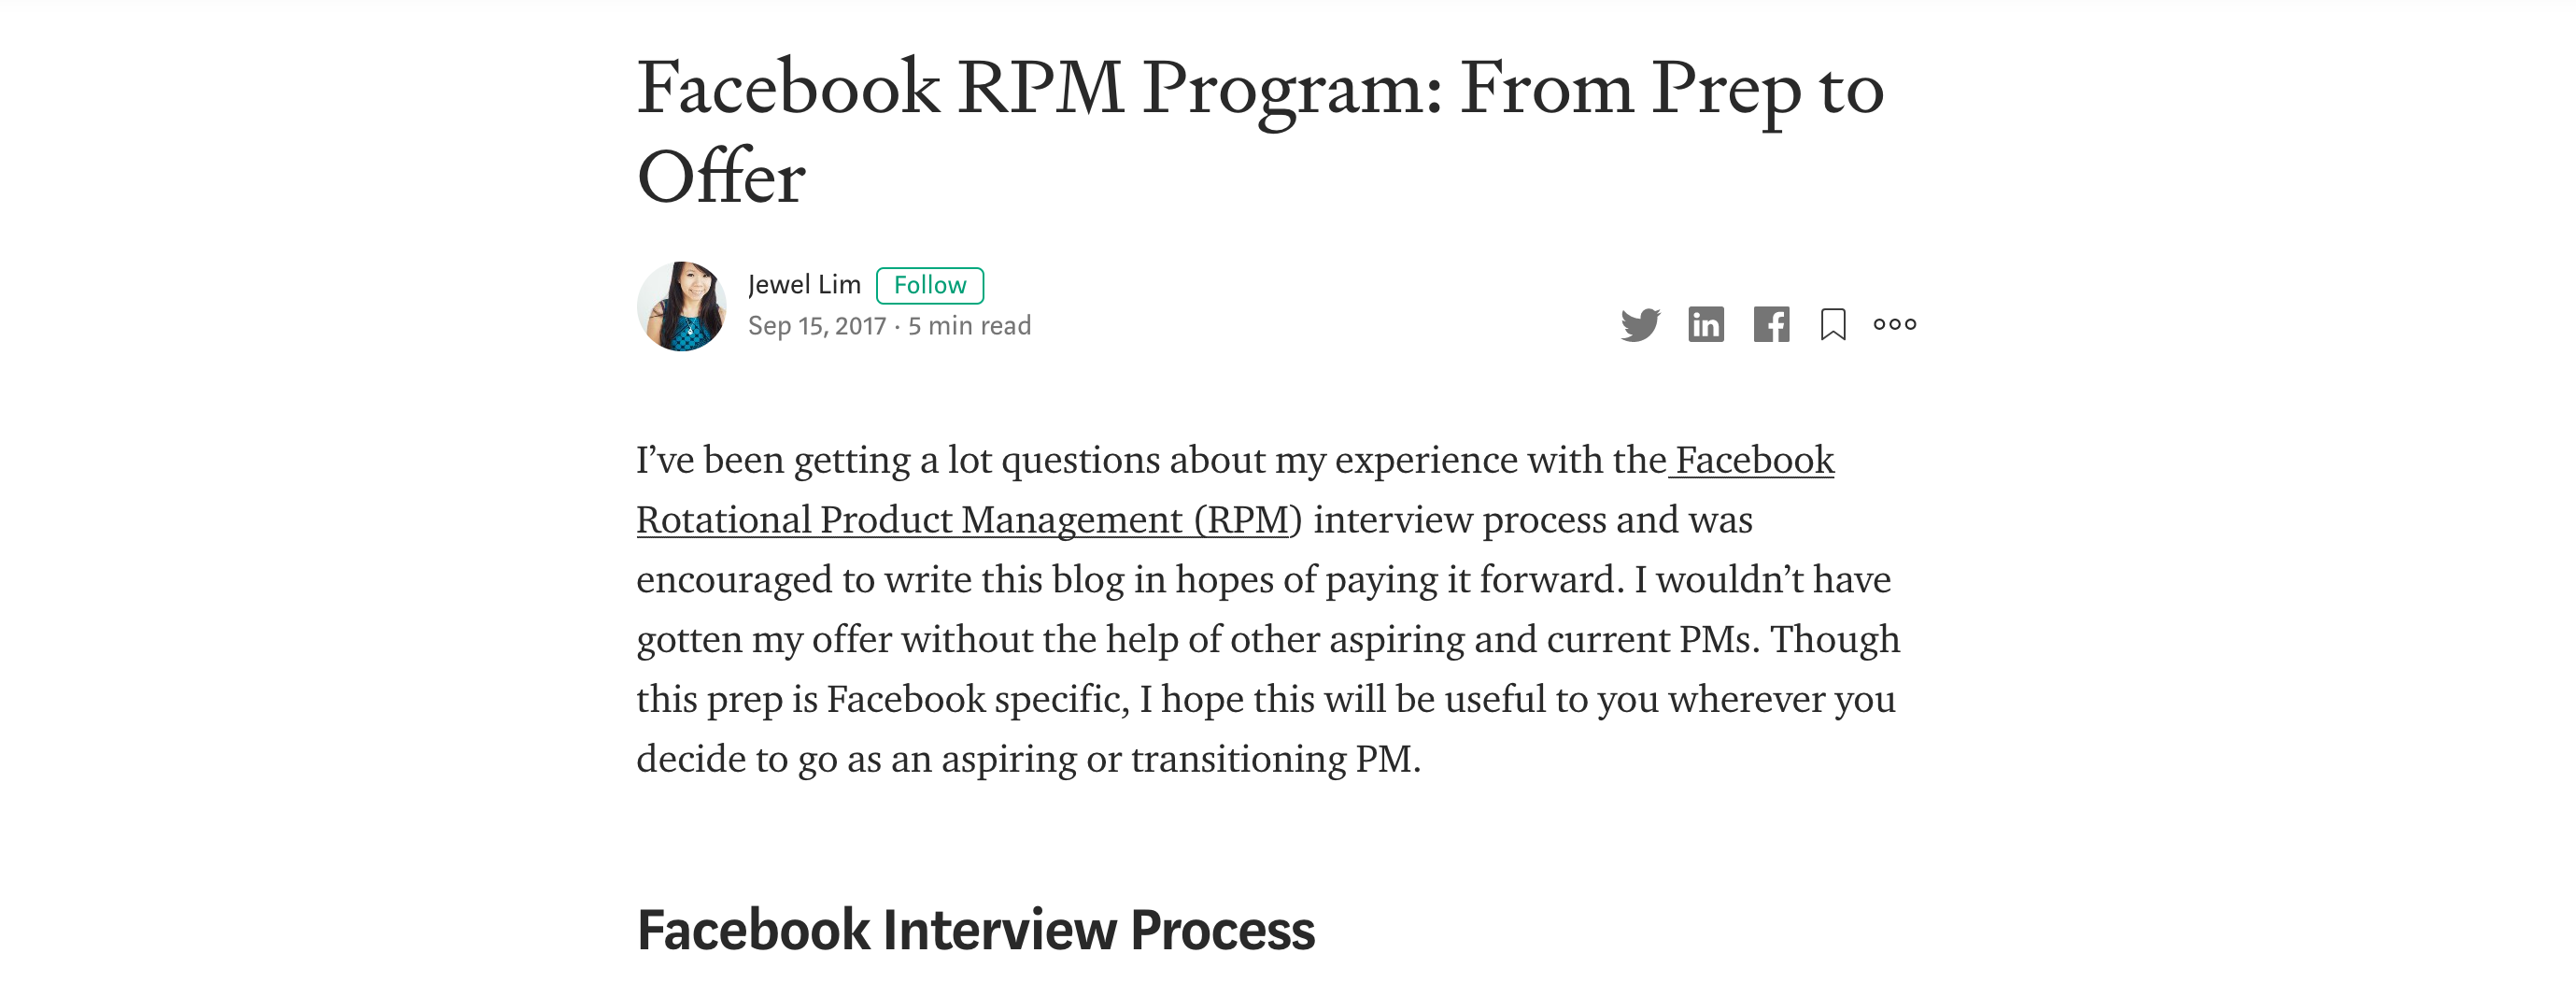 Facebook RPM Program: From Prep to
Offer
Jewel Lim Follow
Sep 15, 2017 · 5 min read
I’ve been getting a lot questions about my experience with the Facebook
Rotational Product Management (RPM) interview process and was
encouraged to write this blog in hopes of paying it forward. I wouldn’t have
gotten my offer without the help of other aspiring and current PMs. Though
this prep is Facebook specific, I hope this will be useful to you wherever you
decide to go as an aspiring or transitioning PM.
Facebook Interview Process